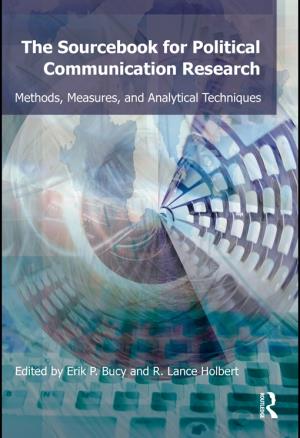 The Sourcebook for Political
Communication Research
Methods, Measures, and Analytical Techniques
Edited by Erik P. Bucy and R. Lance Holbert
ROUTLEDGE